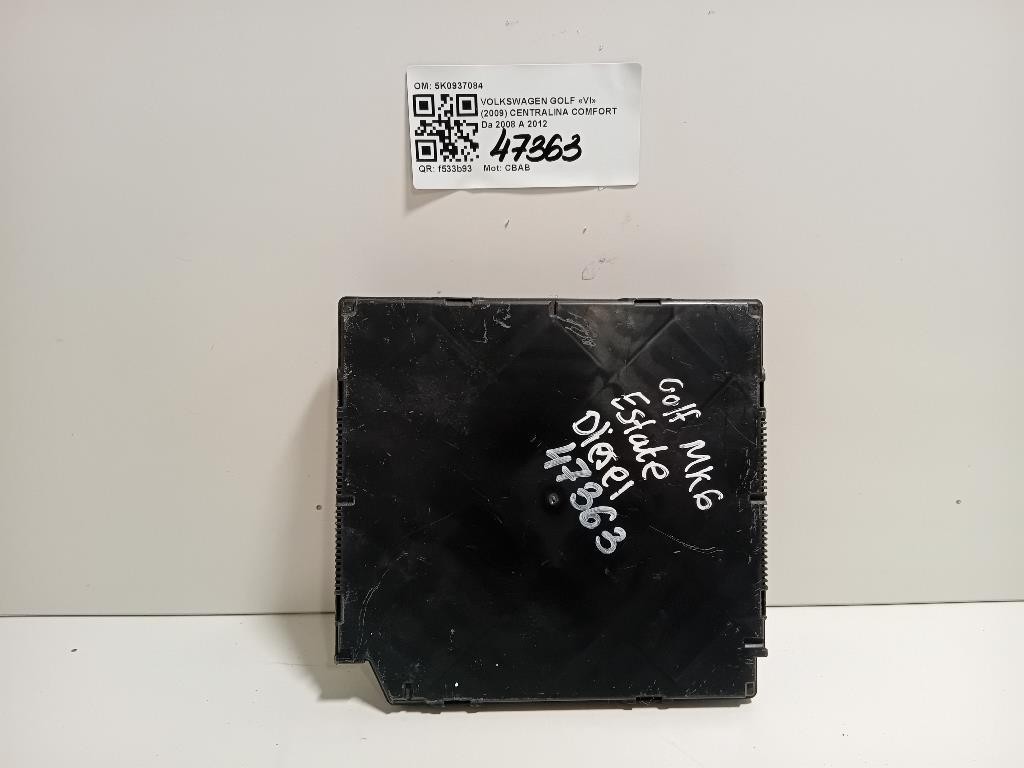 OM: 5K0937084
VOLKSWAGEN GOLF «VI»
(2009) CENTRALINA COMFORT
Da 2008 A 2012
47363
QR: f533b93 Mot: CBAB
Golf MK6
Estate
Diesel
47363